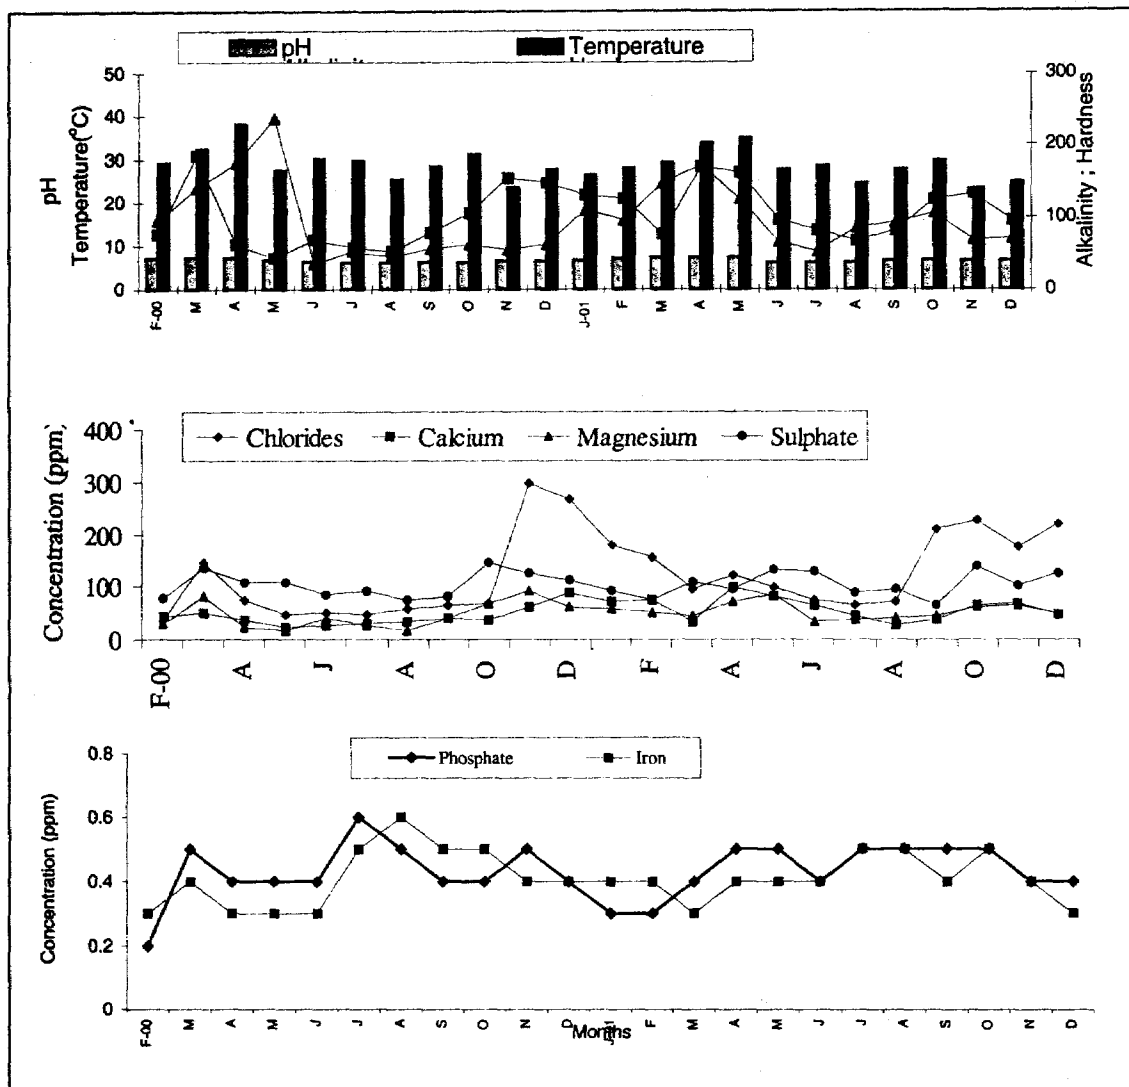 pH Temperature
50
40
30
20
10
0
pH
Temperature(°C)
300
200
100
0
Alkalinity ; Hardness
F-00 M A M J J A S O N D J-01 F M A M J J A S O N D
Chlorides Calcium Magnesium Sulphate
400
300
200
100
0
Concentration (ppm)
F-00 A J A O D F A J A O D
Phosphate Iron
0.8
0.6
0.4
0.2
0
Concentration (ppm)
F-00 M A M J J A S O N D J-01 F M A M J J A S O N D
Months